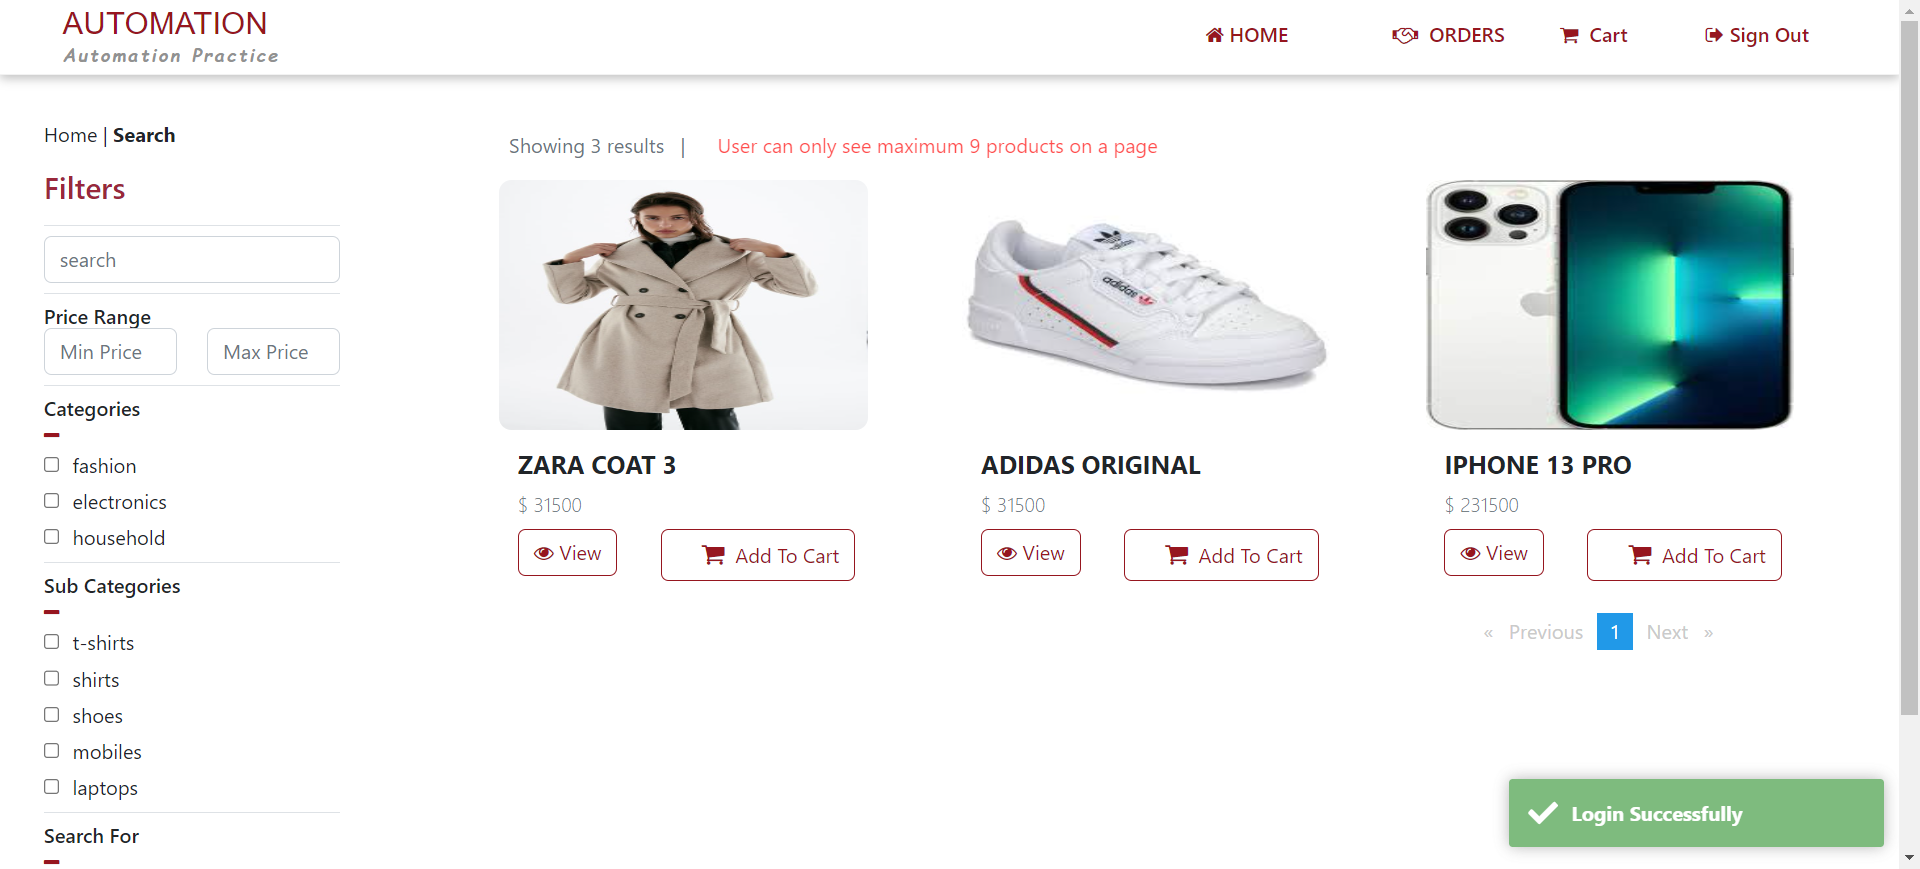 AUTOMATION
Automation Practice
HOME
ORDERS
Cart
Sign Out
Home | Search
Filters
search
Price Range
Min Price
Max Price
Categories
fashion
electronics
household
Sub Categories
t-shirts
shirts
shoes
mobiles
laptops
Search For
Showing 3 results |
User can only see maximum 9 products on a page
adidas
adidas
ZARA COAT 3
$ 31500
View
Add To Cart
ADIDAS ORIGINAL
$ 31500
View
Add To Cart
IPHONE 13 PRO
$ 231500
View
Add To Cart
« Previous 1 Next »
Login Successfully